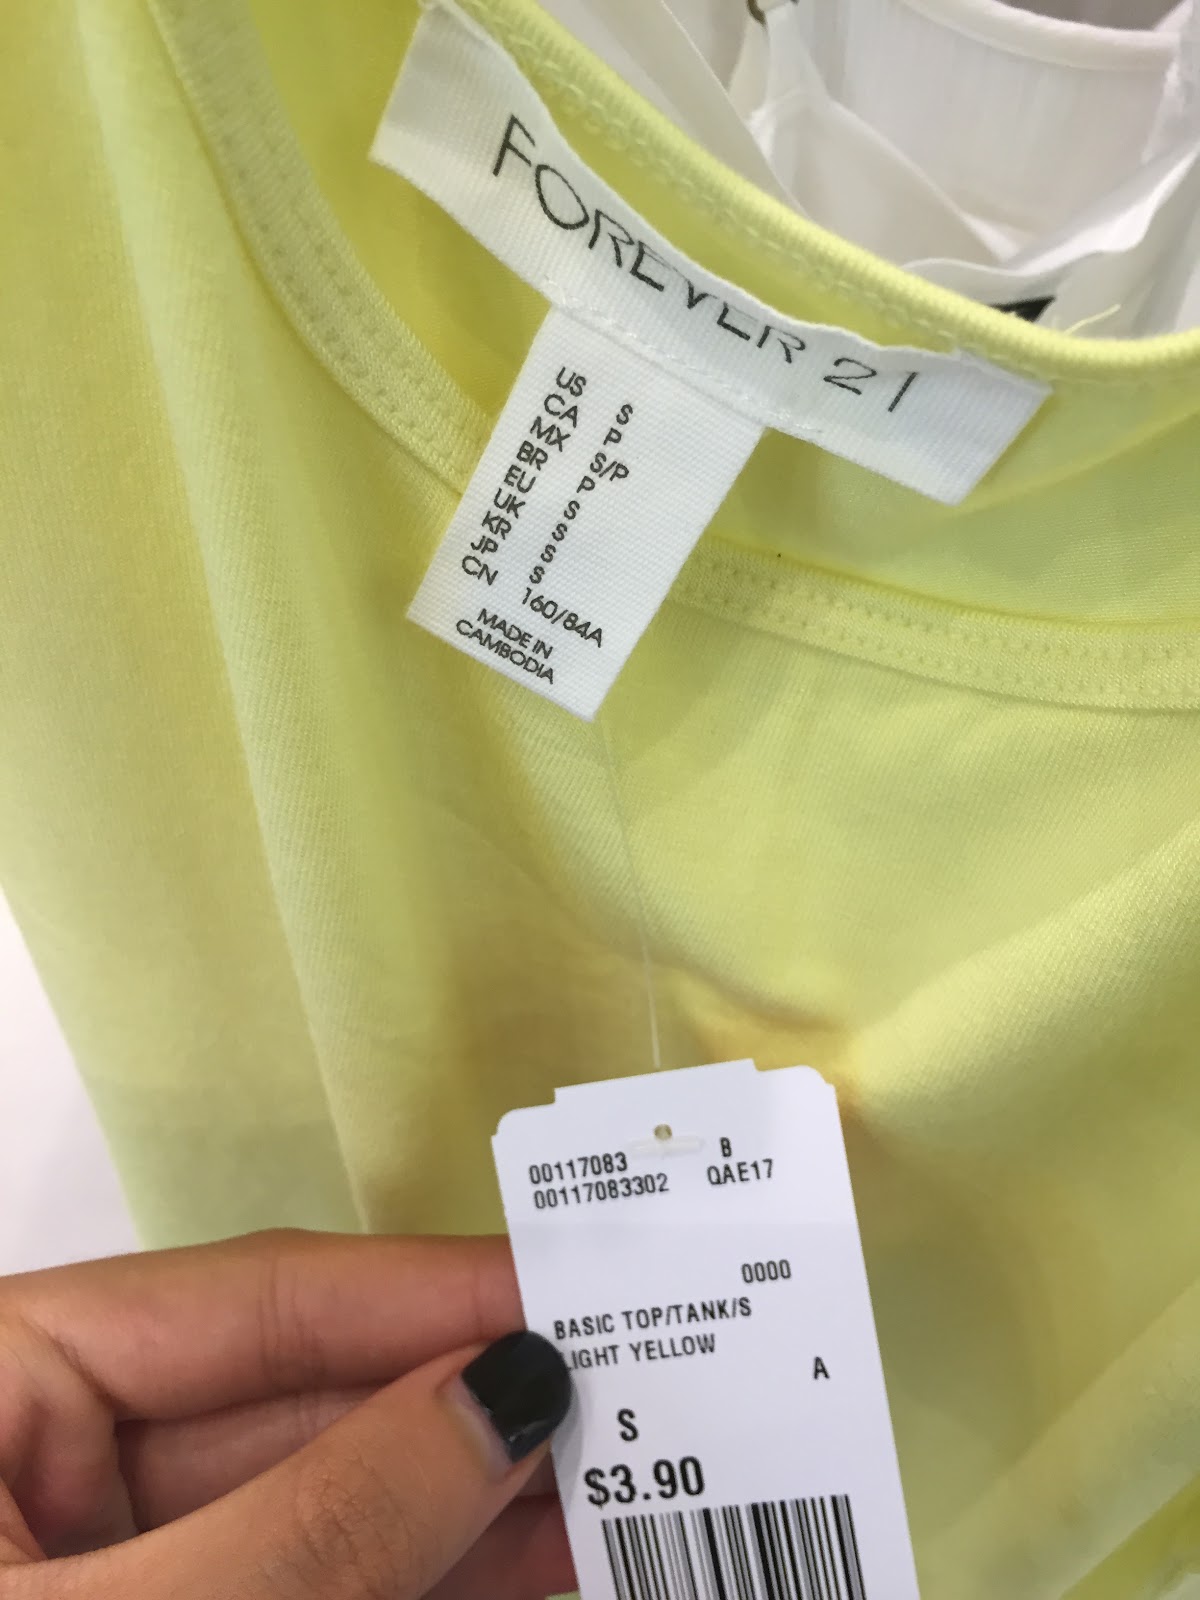 FOREVER 21
US S
CA P
MX S/P
BR P
EU S
UK S
KR S
JP S
CN 160/84A
MADE IN
CAMBODIA
00117083 B
00117083302 QAE17
0000
BASIC TOP/TANK/S
LIGHT YELLOW
A
S
$3.90